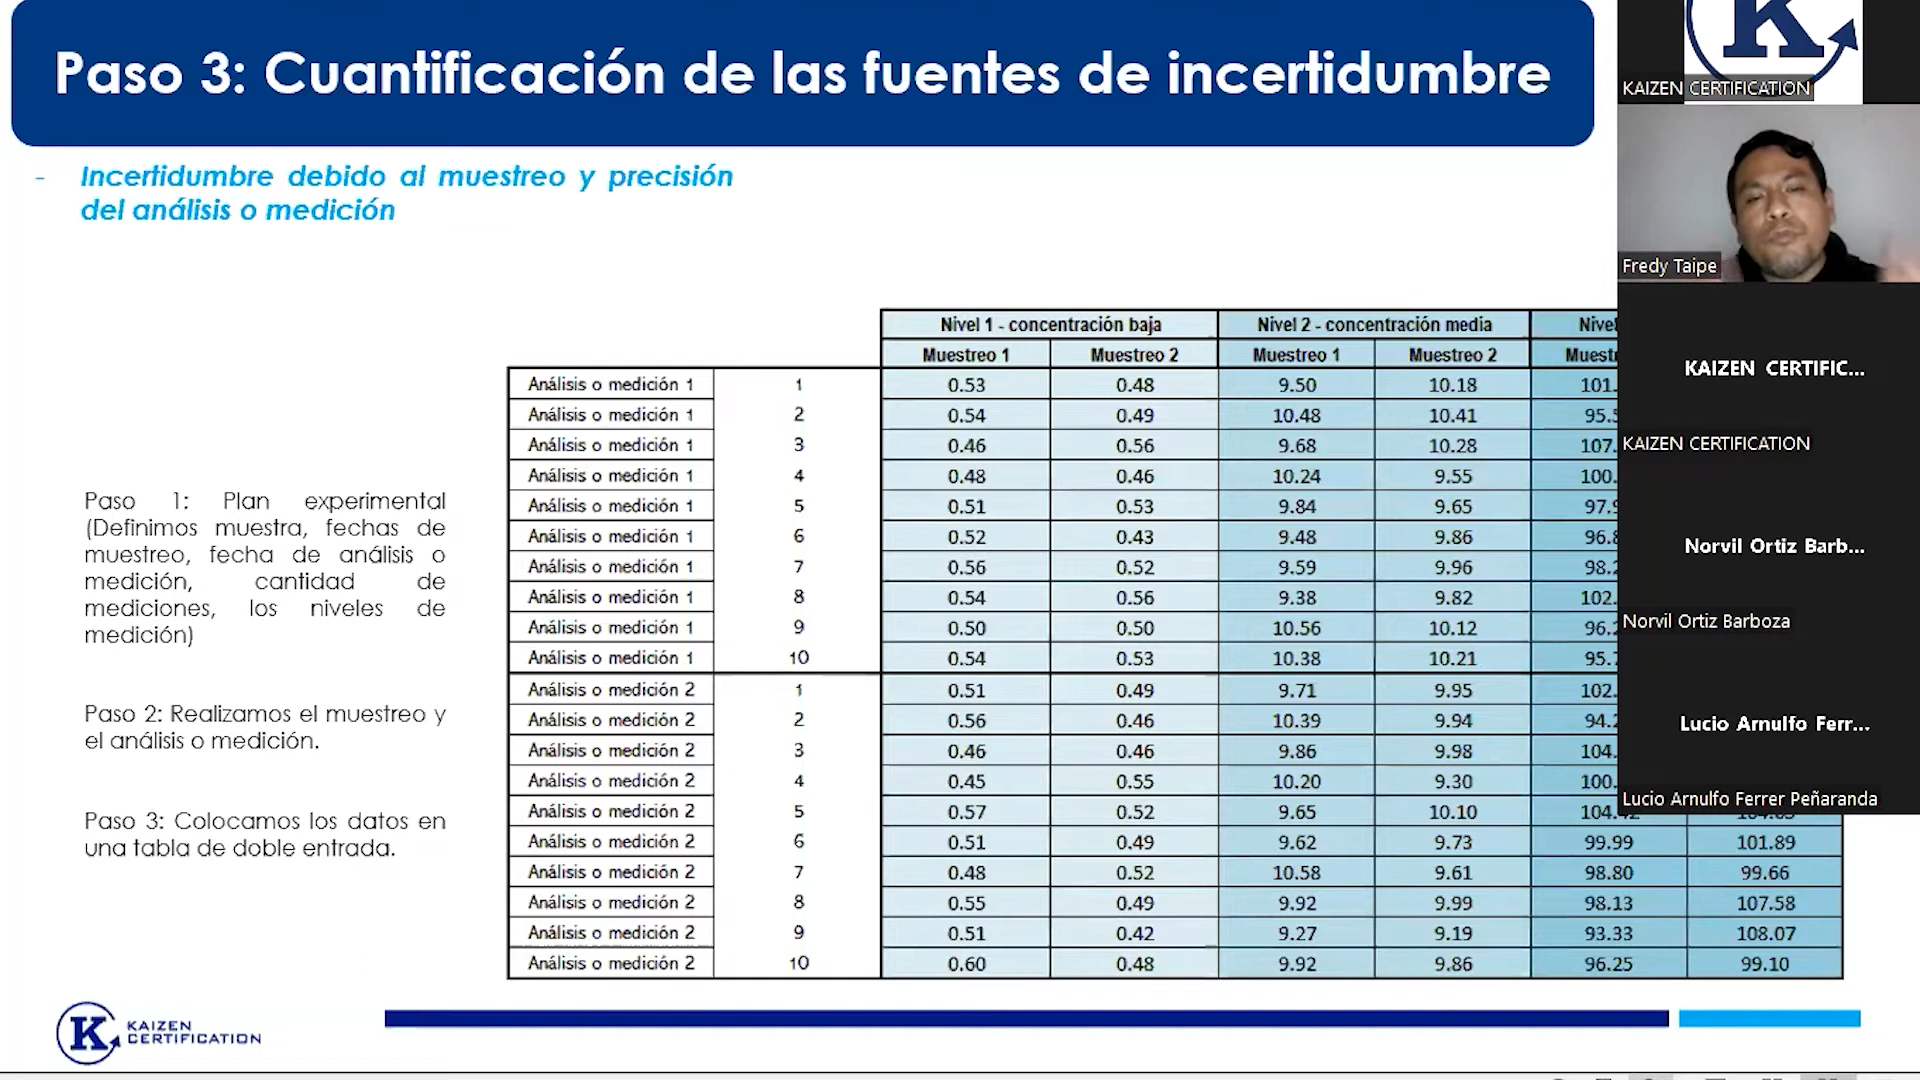 Paso 3: Cuantificación de las fuentes de incertidumbre
- Incertidumbre debido al muestreo y precisión
del análisis o medición
Paso 1: Plan experimental
(Definimos muestra, fechas de
muestreo, fecha de análisis o
medición, cantidad de
mediciones, los niveles de
medición)
Paso 2: Realizamos el muestreo y
el análisis o medición.
Paso 3: Colocamos los datos en
una tabla de doble entrada.
Nivel 1 - concentración baja Nivel 2 - concentración media
Muestreo 1 Muestreo 2 Muestreo 1 Muestreo 2
Análisis o medición 1 1 0.53 0.48 9.50 10.18 101.
Análisis o medición 1 2 0.54 0.49 10.48 10.41 95.
Análisis o medición 1 3 0.46 0.56 9.68 10.28 107.
Análisis o medición 1 4 0.48 0.46 10.24 9.55 100.
Análisis o medición 1 5 0.51 0.53 9.84 9.65 97.
Análisis o medición 1 6 0.52 0.43 9.48 9.86 96.
Análisis o medición 1 7 0.56 0.52 9.59 9.96 98.
Análisis o medición 1 8 0.54 0.56 9.38 9.82 102.
Análisis o medición 1 9 0.50 0.50 10.56 10.12 96.
Análisis o medición 1 10 0.54 0.53 10.38 10.21 95.
Análisis o medición 2 1 0.51 0.49 9.71 9.95 102.
Análisis o medición 2 2 0.56 0.46 10.39 9.94 94.
Análisis o medición 2 3 0.46 0.46 9.86 9.98 104.
Análisis o medición 2 4 0.45 0.55 10.20 9.30 100.
Análisis o medición 2 5 0.57 0.52 9.65 10.10
Análisis o medición 2 6 0.51 0.49 9.62 9.73 99.99 101.89
Análisis o medición 2 7 0.48 0.52 10.58 9.61 98.80 99.66
Análisis o medición 2 8 0.55 0.49 9.92 9.99 98.13 107.58
Análisis o medición 2 9 0.51 0.42 9.27 9.19 93.33 108.07
Análisis o medición 2 10 0.60 0.48 9.92 9.86 96.25 99.10
K KAIZEN
CERTIFICATION
K
KAIZEN CERTIFICATION
Fredy Taipe
KAIZEN CERTIFIC...
KAIZEN CERTIFICATION
Norvil Ortiz Barb...
Norvil Ortiz Barboza
Lucio Arnulfo Ferr...
Lucio Arnulfo Ferrer Peñaranda